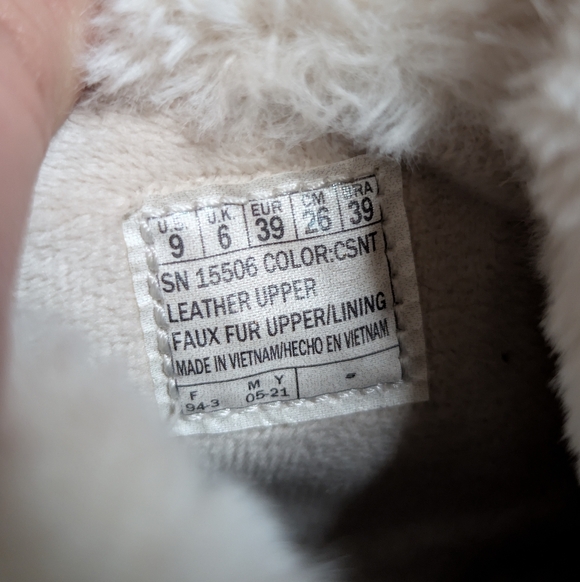 U.S. U.K EUR CM BRA
9 6 39 26 39
SN 15506 COLOR:CSNT
LEATHER UPPER
FAUX FUR UPPER/LINING
MADE IN VIETNAM/HECHO EN VIETNAM
F M Y
94-3 05-21